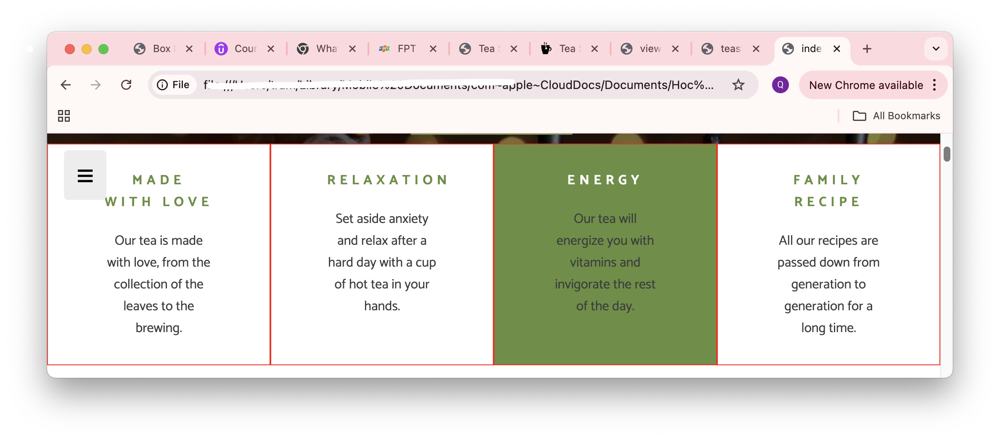 Box
Cour
Wha
FPT
Tea
Tea
view
teas
inde
File
apple~CloudDocs/Documents/Hoc%...
Q
New Chrome available
All Bookmarks
MADE
WITH LOVE
Our tea is made
with love, from the
collection of the
leaves to the
brewing.
RELAXATION
Set aside anxiety
and relax after a
hard day with a cup
of hot tea in your
hands.
ENERGY
Our tea will
energize you with
vitamins and
invigorate the rest
of the day.
FAMILY
RECIPE
All our recipes are
passed down from
generation to
generation for a
long time.